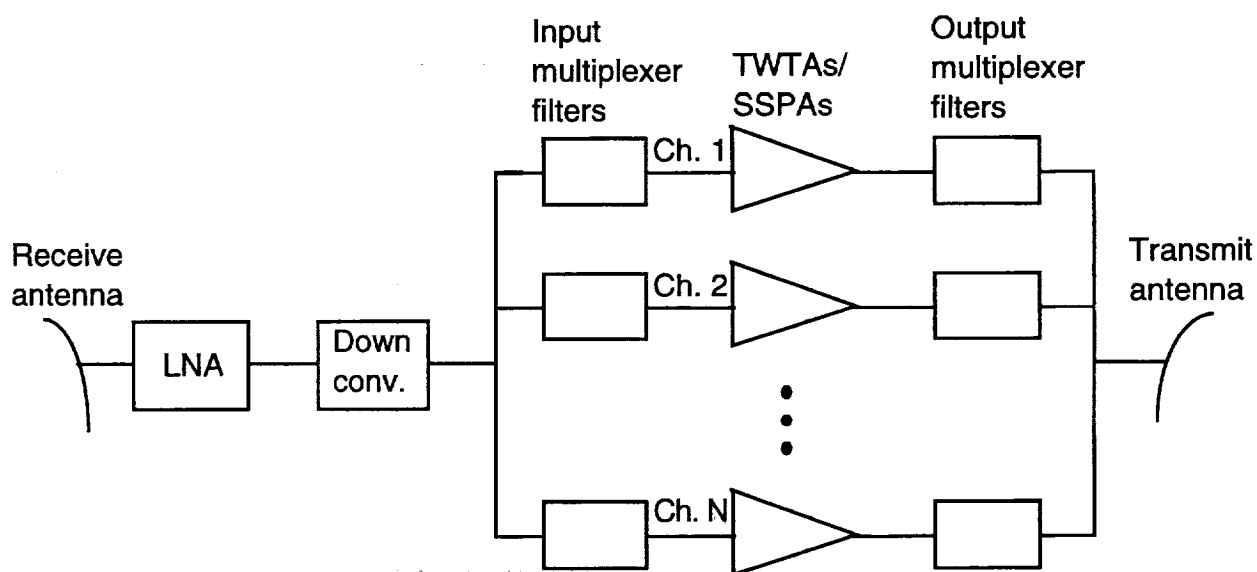 Input
multiplexer
filters
TWTAs/
SSPAs
Output
multiplexer
filters
Ch. 1
Receive
antenna
Ch. 2
Transmit
antenna
LNA
Down
conv.
Ch. N